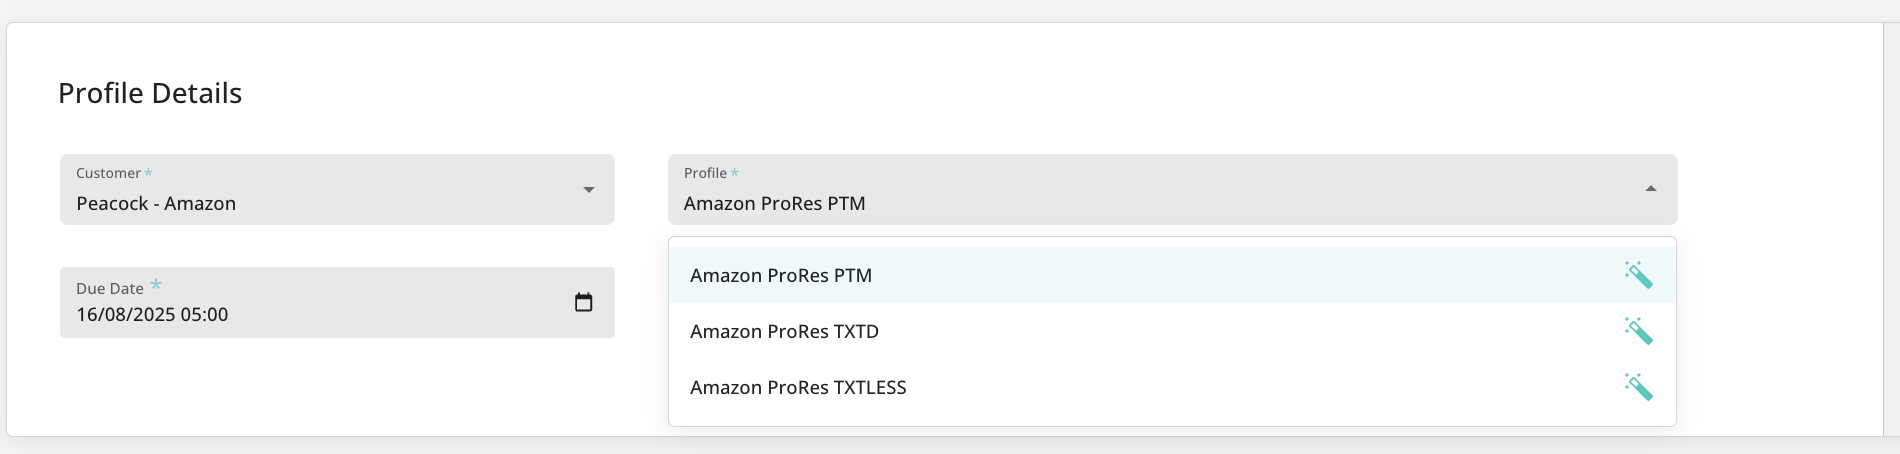 Profile Details
Customer *
Peacock - Amazon
Profile *
Amazon ProRes PTM
Due Date *
16/08/2025 05:00
Amazon ProRes PTM
Amazon ProRes TXTD
Amazon ProRes TXTLESS